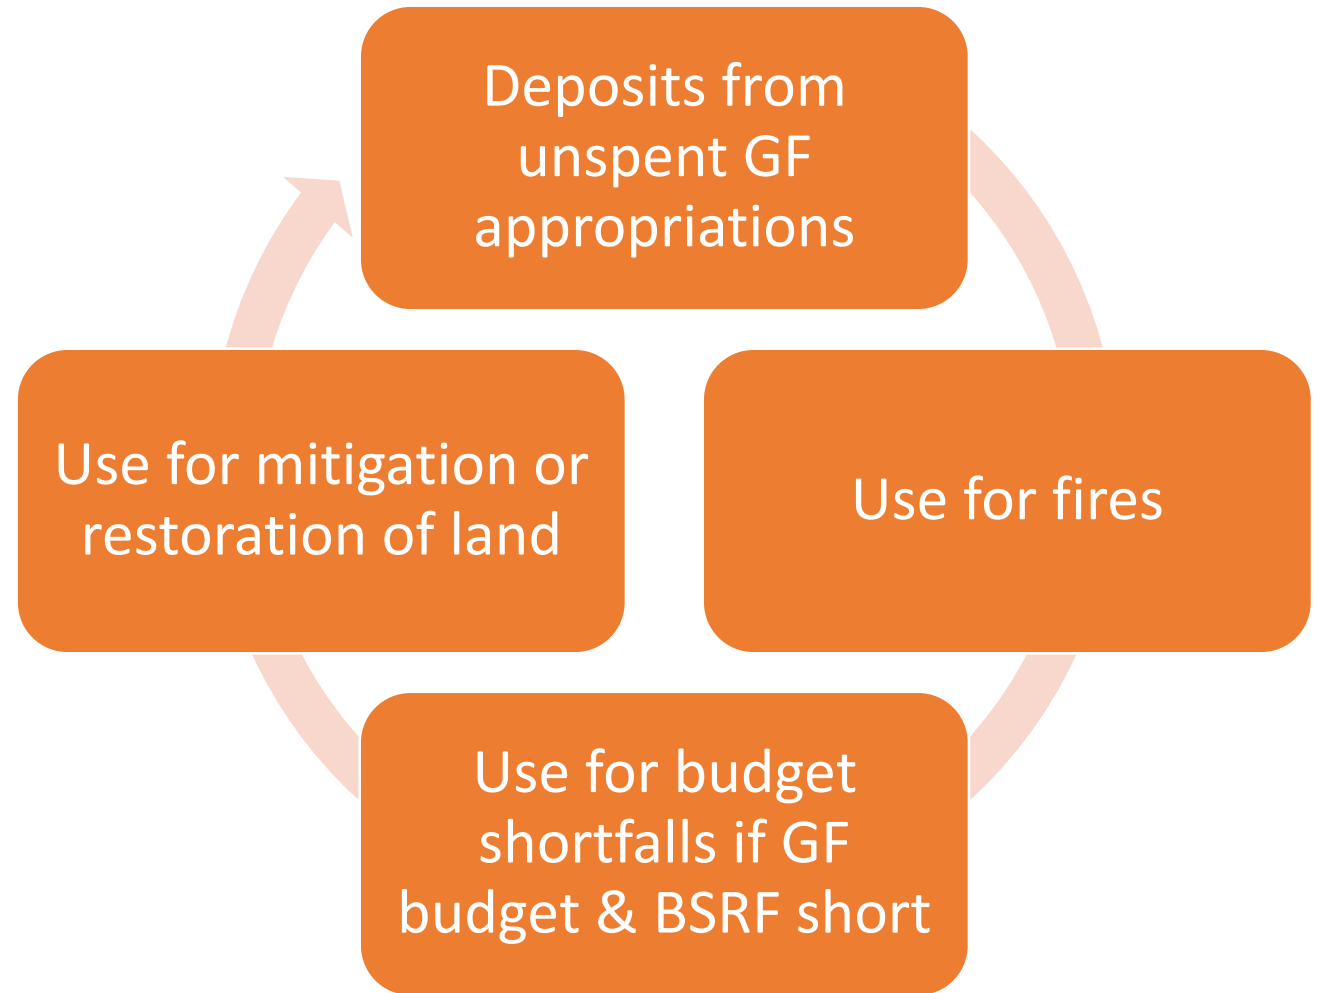 Deposits from
unspent GF
appropriations
Use for fires
Use for budget
shortfalls if GF
budget & BSRF short
Use for mitigation or
restoration of land